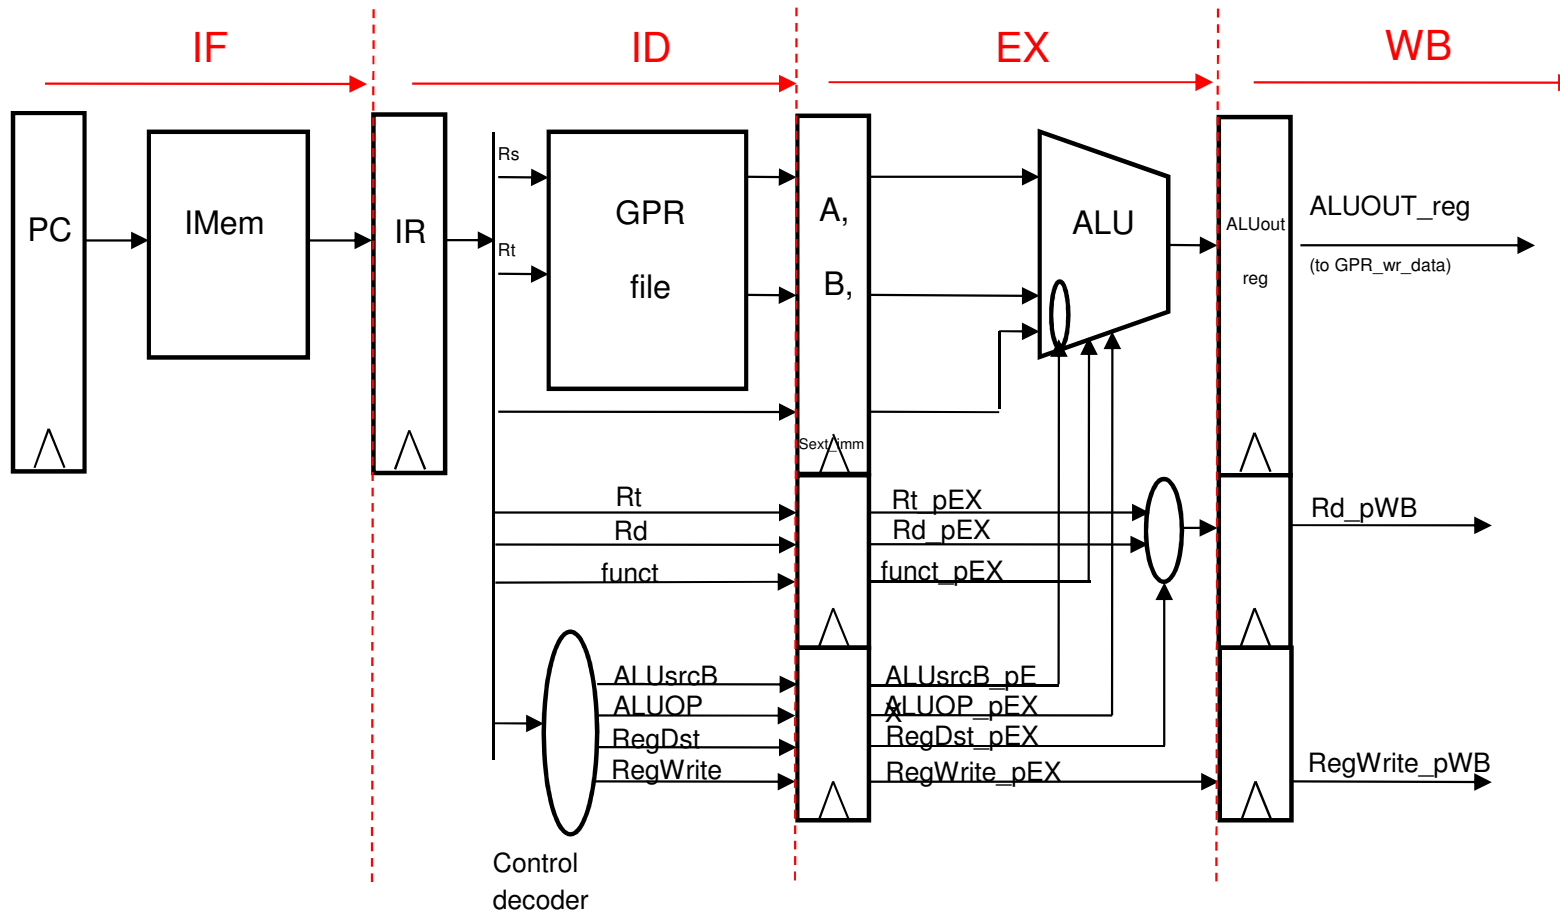 IF
ID
EX
WB
PC
IMem
IR
Rs
Rt
GPR
file
A,
B,
Sext_imm
ALU
ALUout
reg
ALUOUT_reg
(to GPR_wr_data)
Rt
Rd
funct
Rt_pEX
Rd_pEX
funct_pEX
Rd_pWB
ALUsrcB
ALUOP
RegDst
RegWrite
ALUsrcB_pE
X
ALUOP_pEX
RegDst_pEX
RegWrite_pEX
RegWrite_pWB
Control
decoder